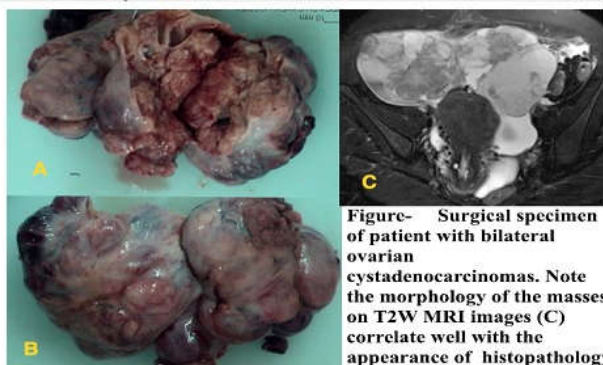 A
B
C
Figure- Surgical specimen
of patient with bilateral
ovarian
cystadenocarcinomas. Note
the morphology of the masses
on T2W MRI images (C)
correlate well with the
appearance of histopathology